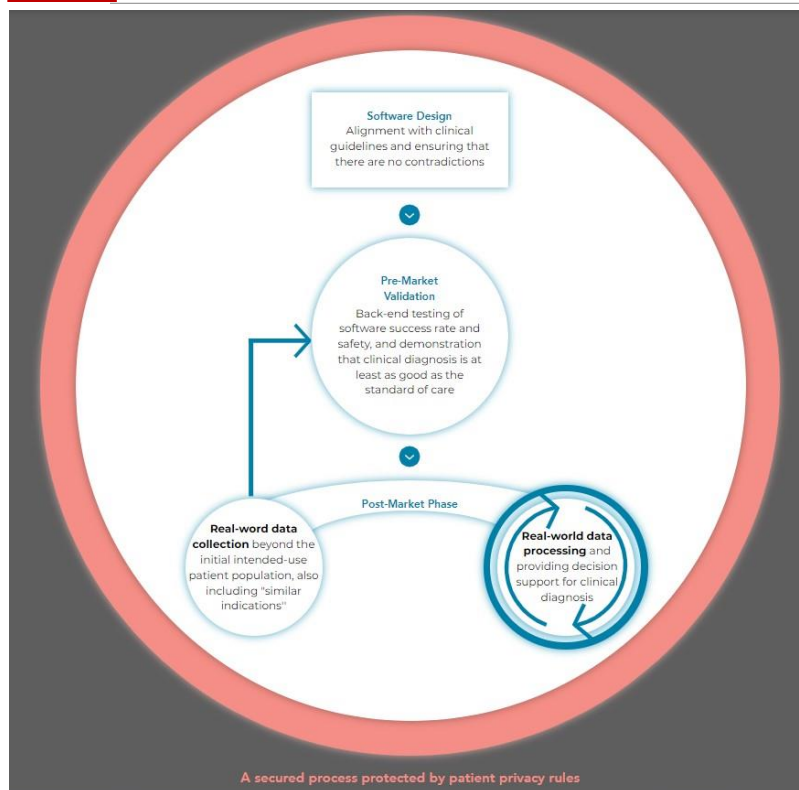 Software Design
Alignment with clinical
guidelines and ensuring that
there are no contradictions
Pre-Market
Validation
Back-end testing of
software success rate and
safety, and demonstration
that clinical diagnosis is at
least as good as the
standard of care
Post-Market Phase
Real-word data
collection beyond the
initial intended-use
patient population, also
including "similar
indications"
Real-world data
processing and
providing decision
support for clinical
diagnosis
A secured process protected by patient privacy rules